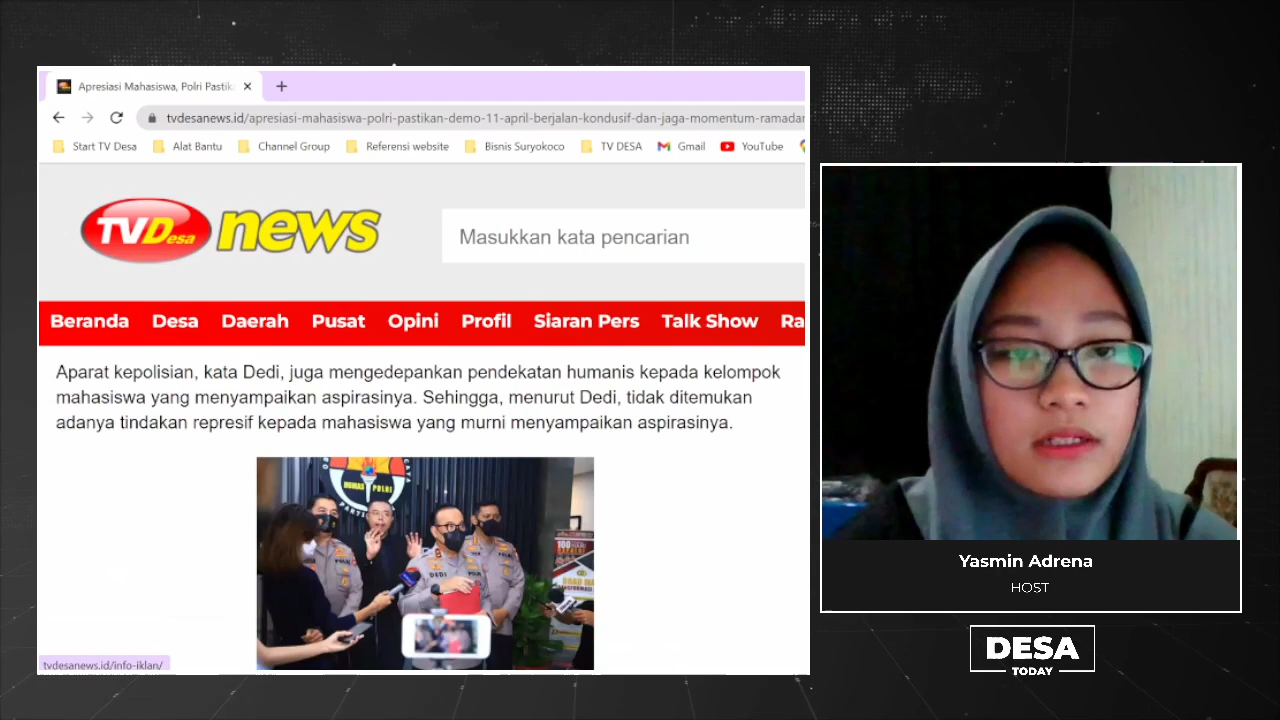 Apresiasi Mahasiswa, Polri Pastik
tvdesanews.id/apresiasi-mahasiswa-polri-pastikan-demo-11-april-berjalan-kondusif-dan-jaga-momentum-ramadan
Start TV Desa Alat Bantu Channel Group Referensi website Bisnis Suryokoco TV DESA Gmail YouTube
TVDesa news
Masukkan kata pencarian
Beranda Desa Daerah Pusat Opini Profil Siaran Pers Talk Show Ra
Aparat kepolisian, kata Dedi, juga mengedepankan pendekatan humanis kepada kelompok
mahasiswa yang menyampaikan aspirasinya. Sehingga, menurut Dedi, tidak ditemukan
adanya tindakan represif kepada mahasiswa yang murni menyampaikan aspirasinya.
HUMAS POLRI
DEDI
tvdesanews.id/info-iklan/
Yasmin Adrena
HOST
DESA
TODAY